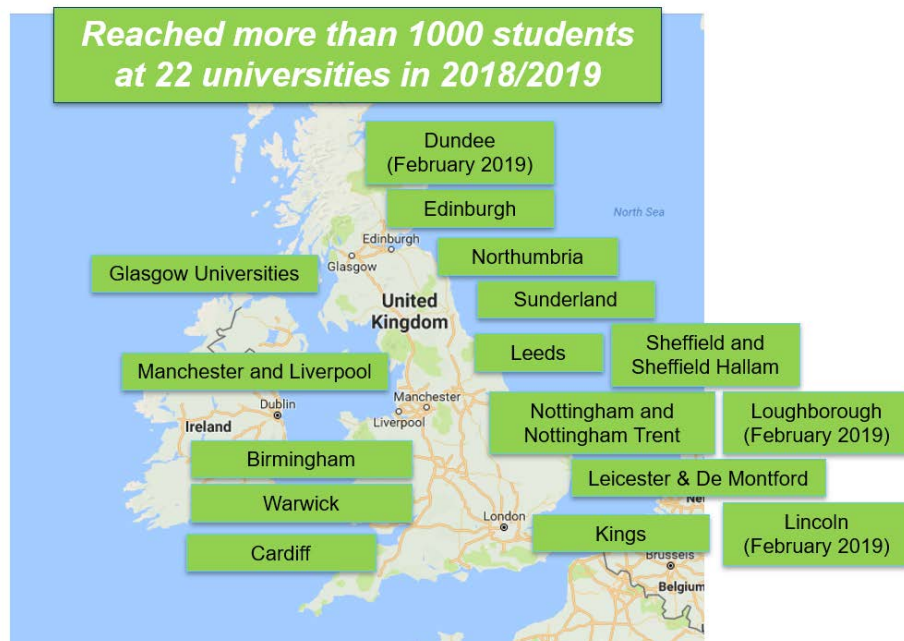 Reached more than 1000 students
at 22 universities in 2018/2019
Dundee
(February 2019)
Edinburgh
North Sea
Edinburgh
Glasgow
Northumbria
Glasgow Universities
United
Kingdom
Sunderland
Leeds
Sheffield and
Sheffield Hallam
Manchester and Liverpool
Manchester
Liverpool
Dublin
Ireland
Nottingham and
Nottingham Trent
Loughborough
(February 2019)
Birmingham
Leicester & De Montford
Warwick
London
Kings
Lincoln
(February 2019)
Cardiff
Brussels
Belgium